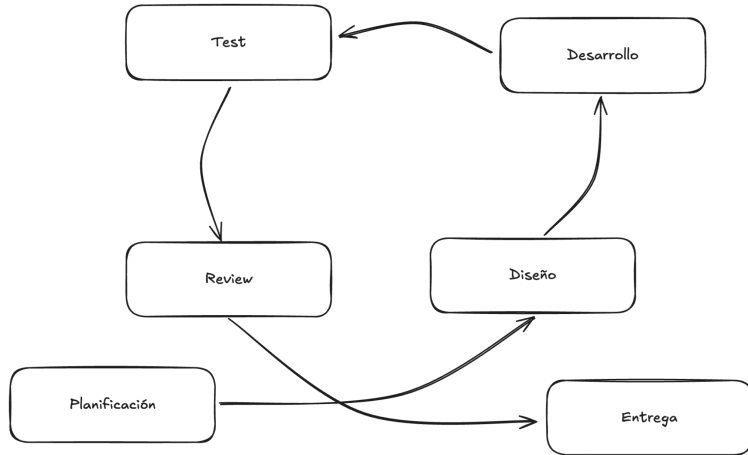 Test
Desarrollo
Review
Diseño
Planificación
Entrega